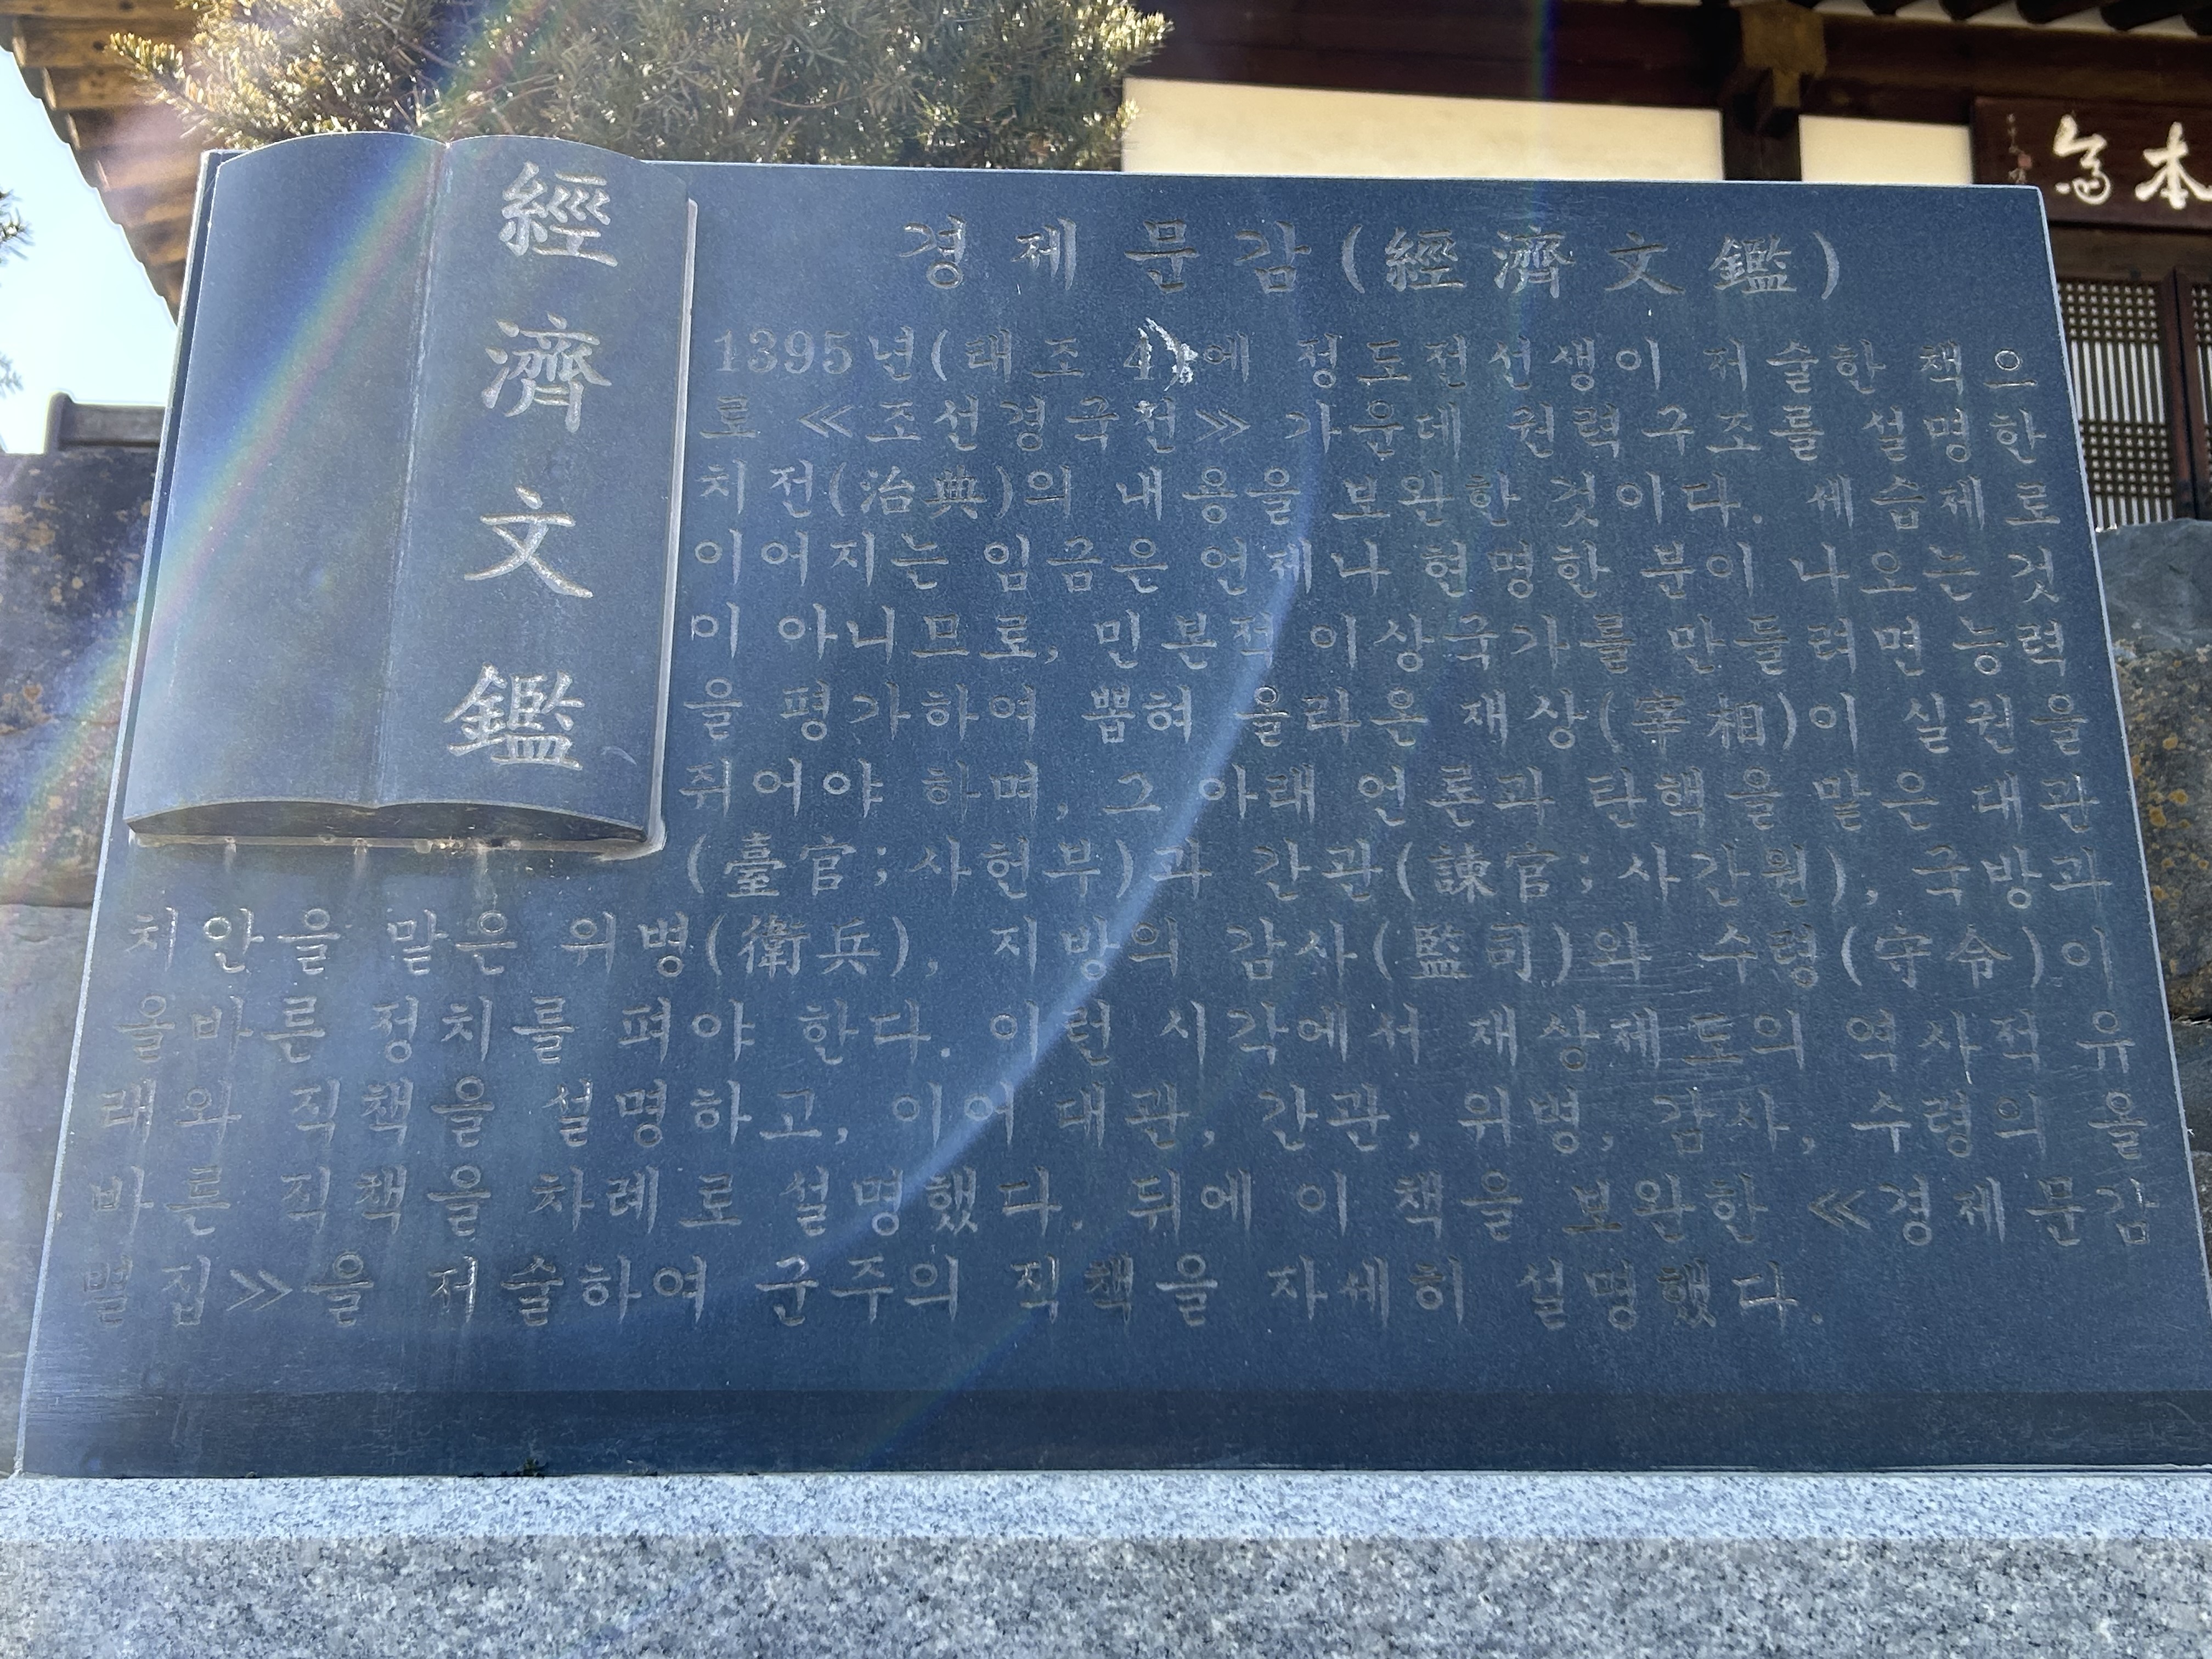 經濟文鑑
경제문감(經濟文鑑)
1395년(태조 4)에 정도전선생이 저술한 책으
로 ≪조선경국전≫ 가운데 권력구조를 설명한
치전(治典)의 내용을 보완한 것이다. 세습제로
이어지는 임금은 언제나 현명한 분이 나오는 것
이 아니므로, 민본적 이상국가를 만들려면 능력
을 평가하여 뽑혀 올라온 재상(宰相)이 실권을
쥐어야 하며, 그 아래 언론과 탄핵을 맡은 대관
(臺官;사헌부)과 간관(諫官;사간원), 국방과
치안을 맡은 위병(衛兵), 지방의 감사(監司)와 수령(守令)이
올바른 정치를 펴야 한다. 이런 시각에서 재상제도의 역사적 유
래와 직책을 설명하고, 이어 대관, 간관, 위병, 감사, 수령의 올
바른 직책을 차례로 설명했다. 뒤에 이 책을 보완한 ≪경제문감
별집≫을 저술하여 군주의 직책을 자세히 설명했다.
本